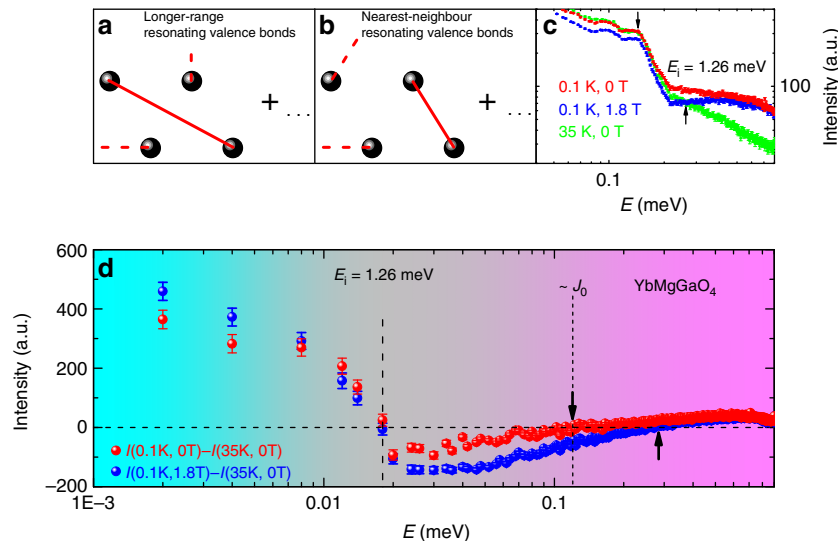 a
Longer-range
resonating valence bonds
+ ....
b
Nearest-neighbour
resonating valence bonds
+ ....
c
Eᵢ = 1.26 meV
0.1 K, 0 T
0.1 K, 1.8 T
35 K, 0 T
100
Intensity (a.u.)
0.1
E (meV)
d
Eᵢ = 1.26 meV
~ J₀
YbMgGaO₄
Intensity (a.u.)
600
400
200
0
−200
I(0.1K, 0T)−I(35K, 0T)
I(0.1K,1.8T)−I(35K, 0T)
1E−3
0.01
0.1
E (meV)